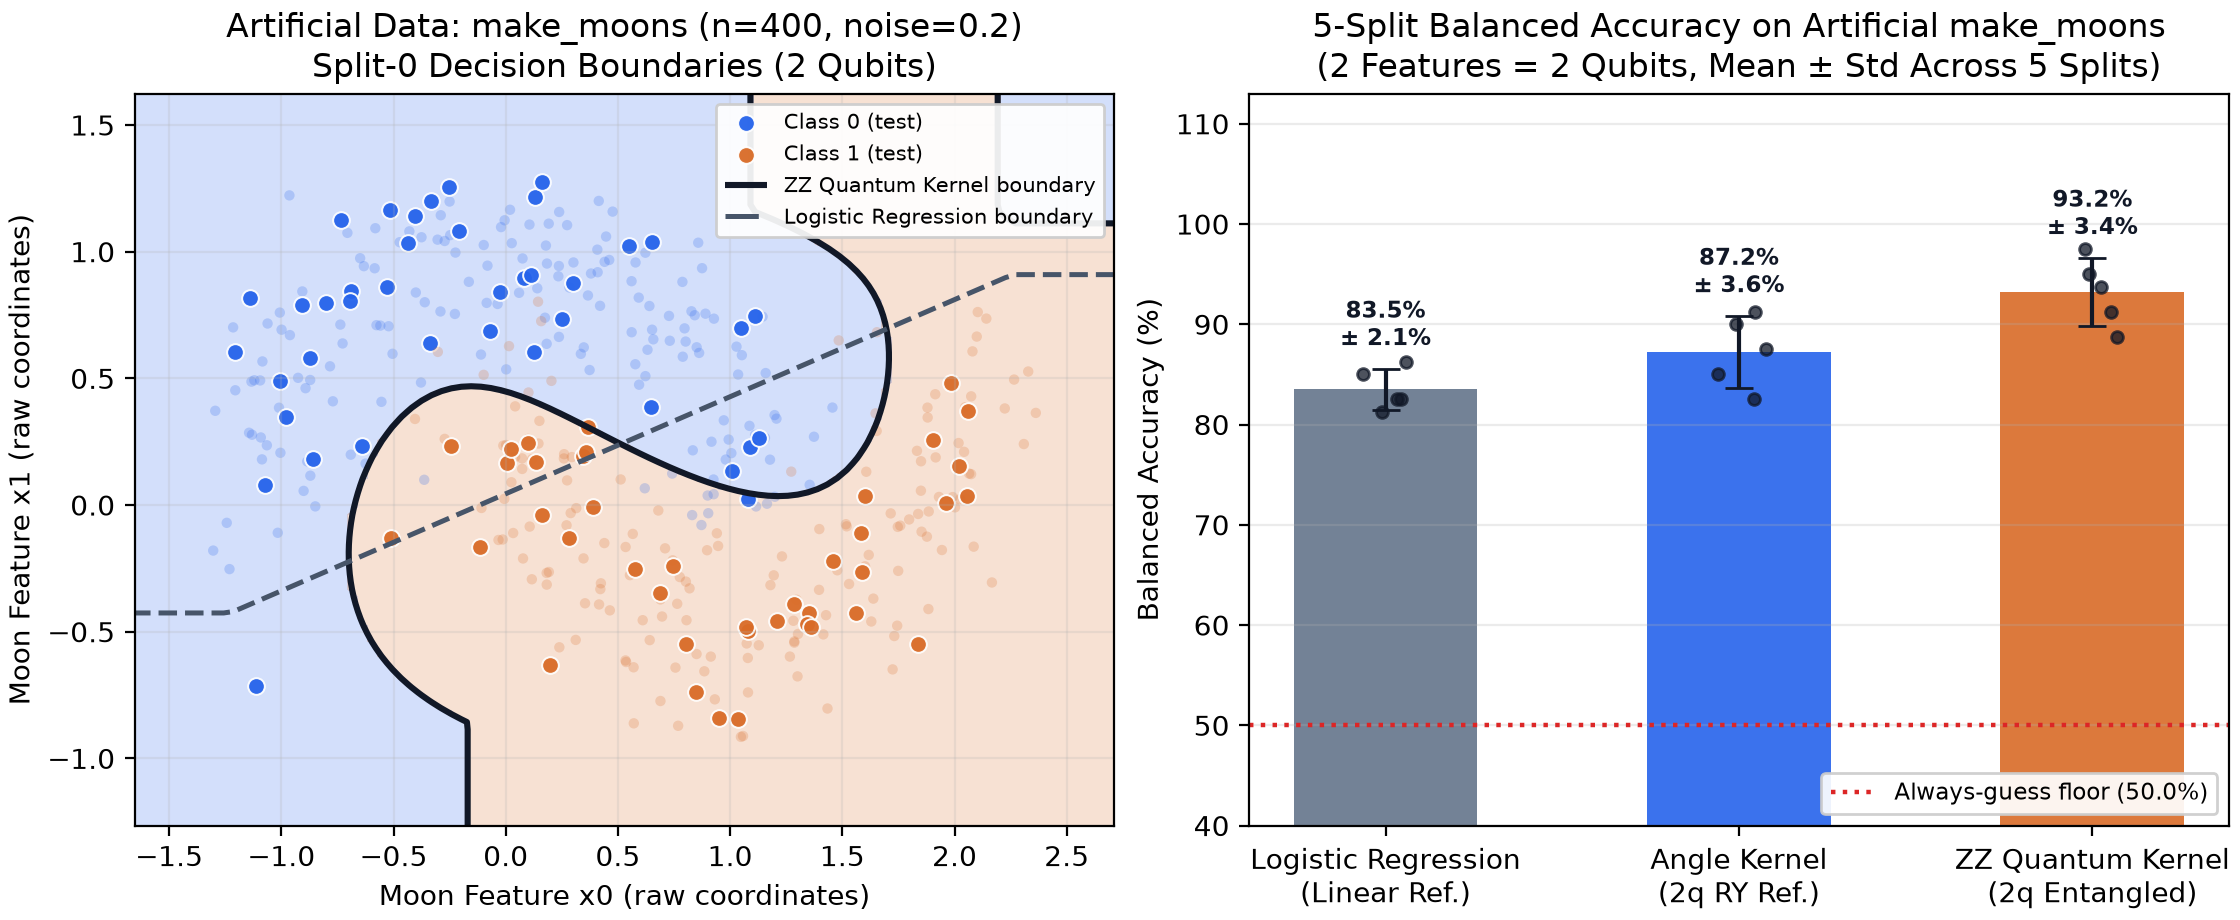 Artificial Data: make_moons (n=400, noise=0.2)
Split-0 Decision Boundaries (2 Qubits)
Class 0 (test)
Class 1 (test)
ZZ Quantum Kernel boundary
Logistic Regression boundary
Moon Feature x1 (raw coordinates)
1.5
1.0
0.5
0.0
−0.5
−1.0
−1.5
−1.0
−0.5
0.0
0.5
1.0
1.5
2.0
2.5
Moon Feature x0 (raw coordinates)
5-Split Balanced Accuracy on Artificial make_moons
(2 Features = 2 Qubits, Mean ± Std Across 5 Splits)
Balanced Accuracy (%)
110
100
90
80
70
60
50
40
83.5%
± 2.1%
87.2%
± 3.6%
93.2%
± 3.4%
Always-guess floor (50.0%)
Logistic Regression
(Linear Ref.)
Angle Kernel
(2q RY Ref.)
ZZ Quantum Kernel
(2q Entangled)